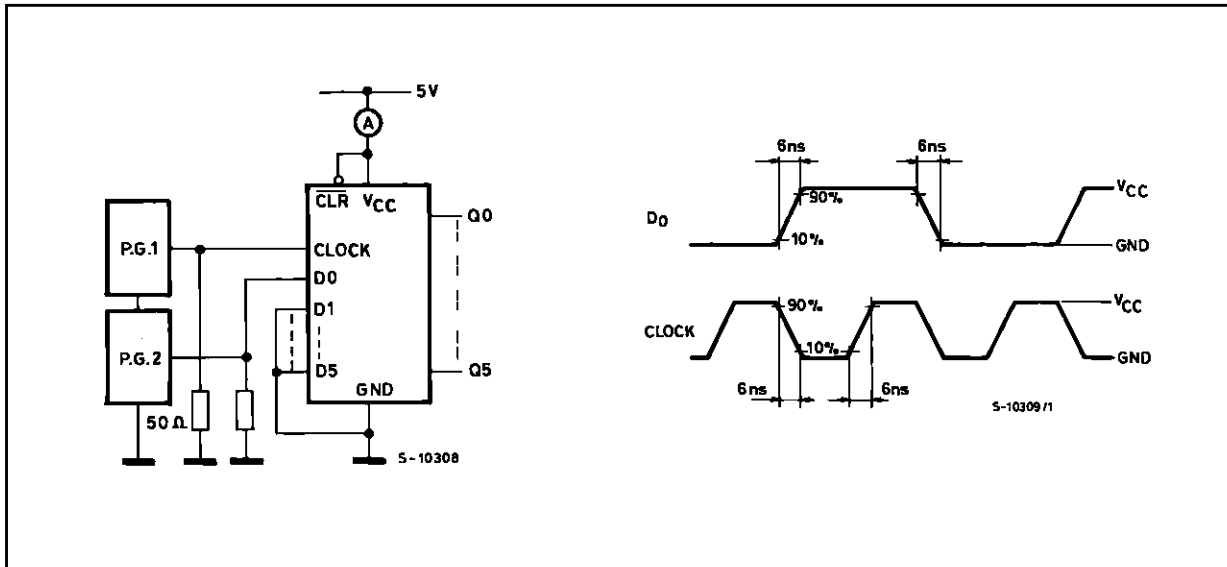 5V
A
CLR VCC
Q0
P.G.1
CLOCK
D0
D1
P.G.2
D5
Q5
GND
50Ω
S-10308
6ns 6ns
VCC
90%
D0
10%
GND
VCC
90%
CLOCK
10%
GND
6ns 6ns
S-10309/1